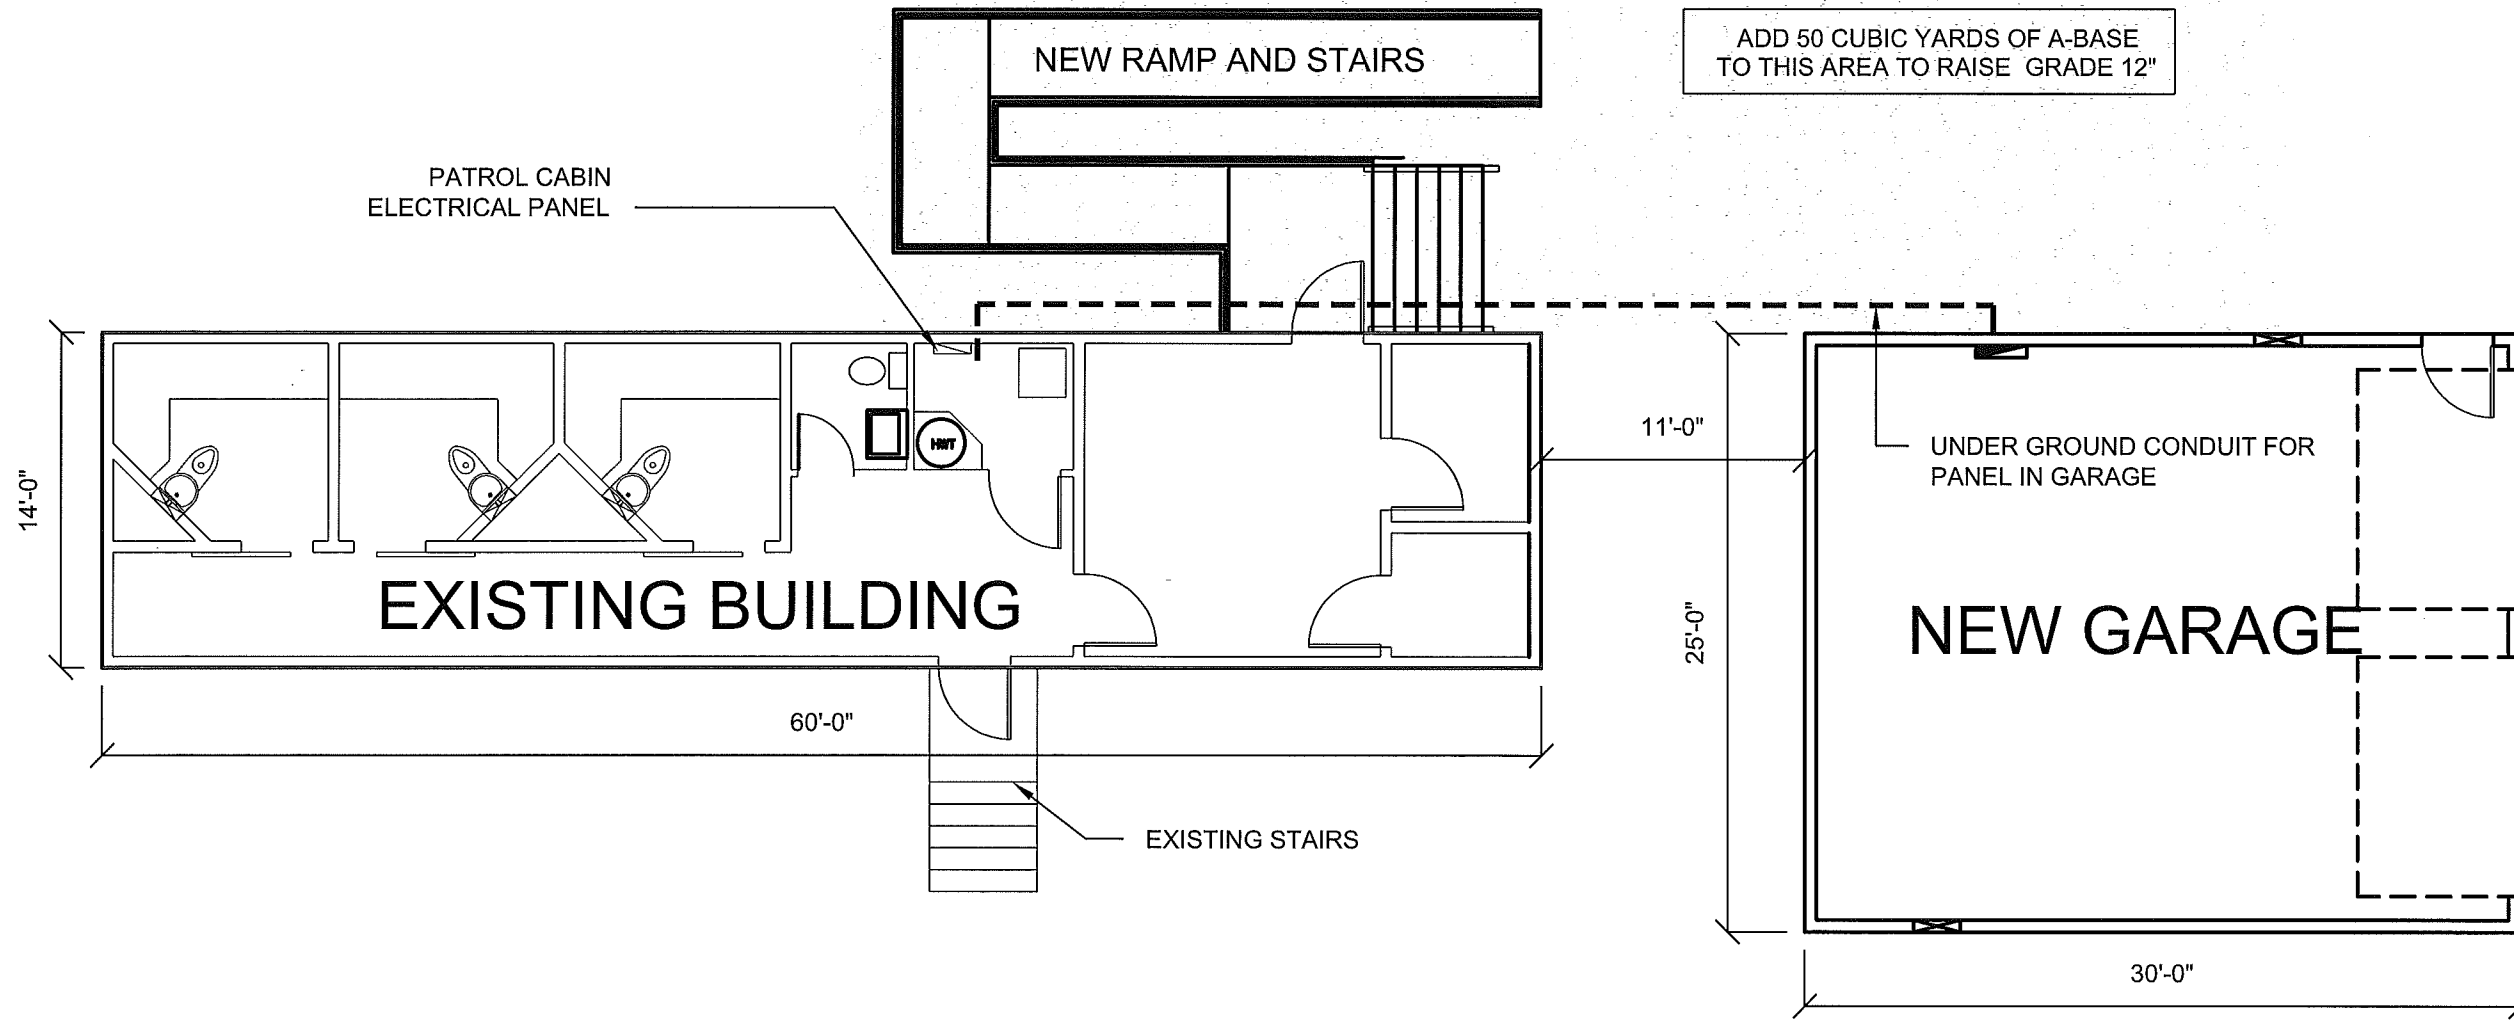 NEW RAMP AND STAIRS
ADD 50 CUBIC YARDS OF A-BASE
TO THIS AREA TO RAISE GRADE 12"
PATROL CABIN
ELECTRICAL PANEL
HWT
11'-0"
UNDER GROUND CONDUIT FOR
PANEL IN GARAGE
14'-0"
EXISTING BUILDING
25'-0"
NEW GARAGE
60'-0"
EXISTING STAIRS
30'-0"